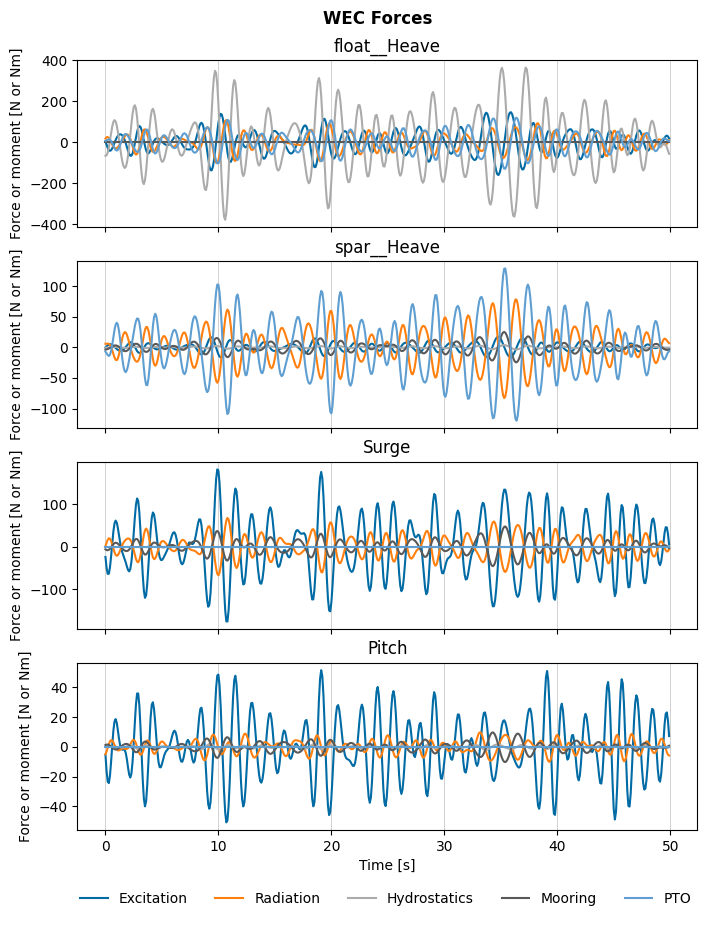 WEC Forces
float__Heave
Force or moment [N or Nm]
400
200
0
−200
−400
spar__Heave
Force or moment [N or Nm]
100
50
0
−50
−100
Surge
Force or moment [N or Nm]
100
0
−100
Pitch
Force or moment [N or Nm]
40
20
0
−20
−40
0 10 20 30 40 50
Time [s]
Excitation Radiation Hydrostatics Mooring PTO